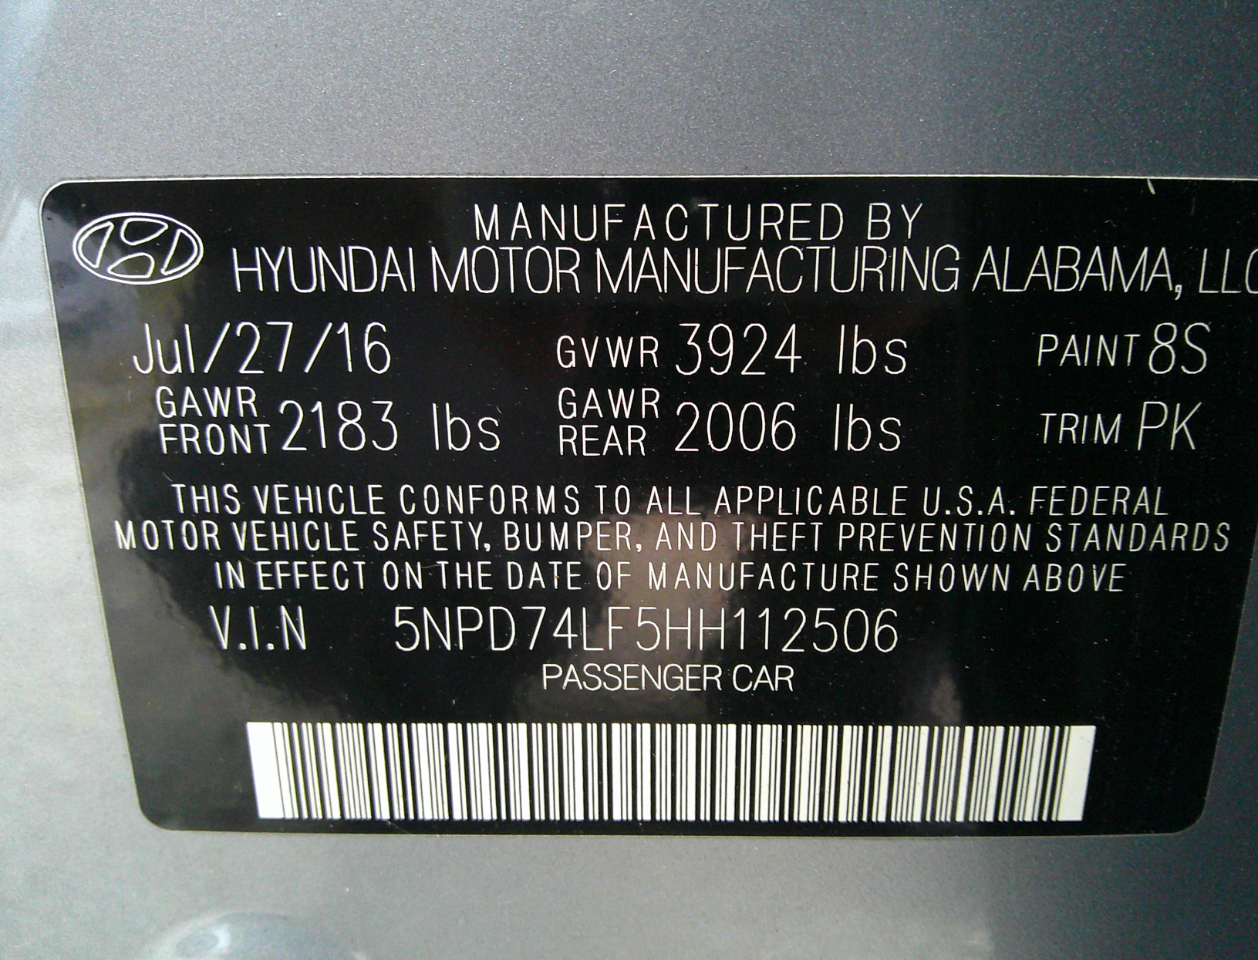 MANUFACTURED BY
HYUNDAI MOTOR MANUFACTURING ALABAMA, LLC
Jul/27/16 GVWR 3924 lbs PAINT 8S
GAWR FRONT 2183 lbs GAWR REAR 2006 lbs TRIM PK
THIS VEHICLE CONFORMS TO ALL APPLICABLE U.S.A. FEDERAL
MOTOR VEHICLE SAFETY, BUMPER, AND THEFT PREVENTION STANDARDS
IN EFFECT ON THE DATE OF MANUFACTURE SHOWN ABOVE
V.I.N 5NPD74LF5HH112506
PASSENGER CAR